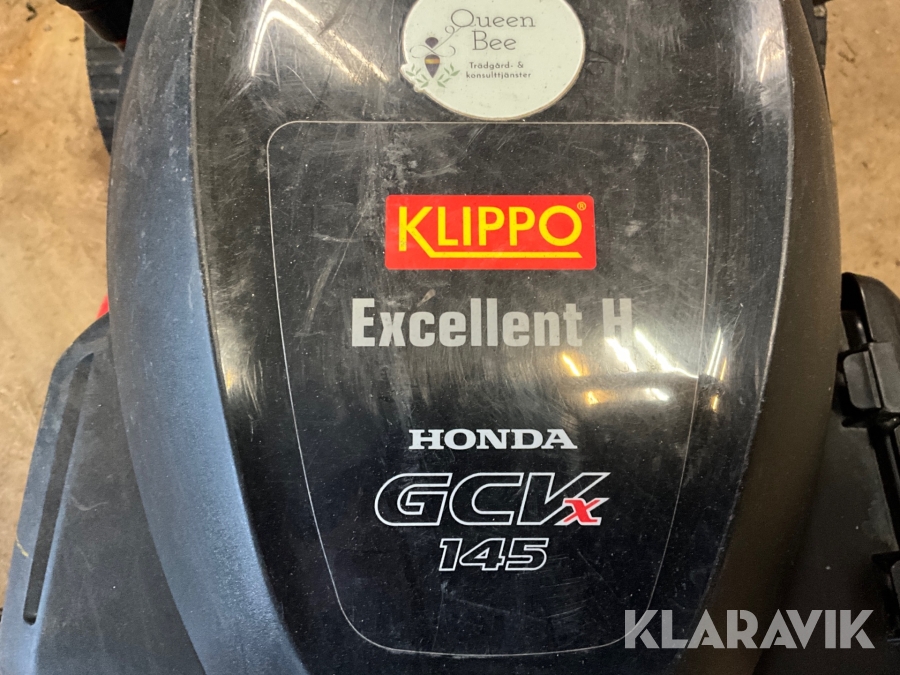 Queen
Bee
Trädgård- &
konsulttjänster
KLIPPO®
Excellent H
HONDA
GCVx
145
KLARAVIK